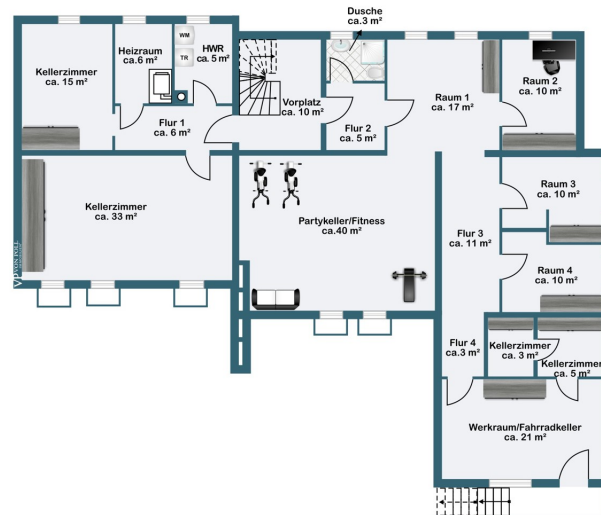 Dusche
ca.3 m²
WM
TR
HWR
ca. 5 m²
Heizraum
ca.6 m²
Kellerzimmer
ca. 15 m²
Flur 1
ca. 6 m²
Vorplatz
ca. 10 m²
Flur 2
ca. 5 m²
Raum 1
ca. 17 m²
Raum 2
ca. 10 m²
Kellerzimmer
ca. 33 m²
Partykeller/Fitness
ca.40 m²
Raum 3
ca. 10 m²
Flur 3
ca. 11 m²
Raum 4
ca. 10 m²
Flur 4
ca.3 m²
Kellerzimmer
ca. 3 m²
Kellerzimmer
ca. 5 m²
Werkraum/Fahrradkeller
ca. 21 m²
VP VON POLL